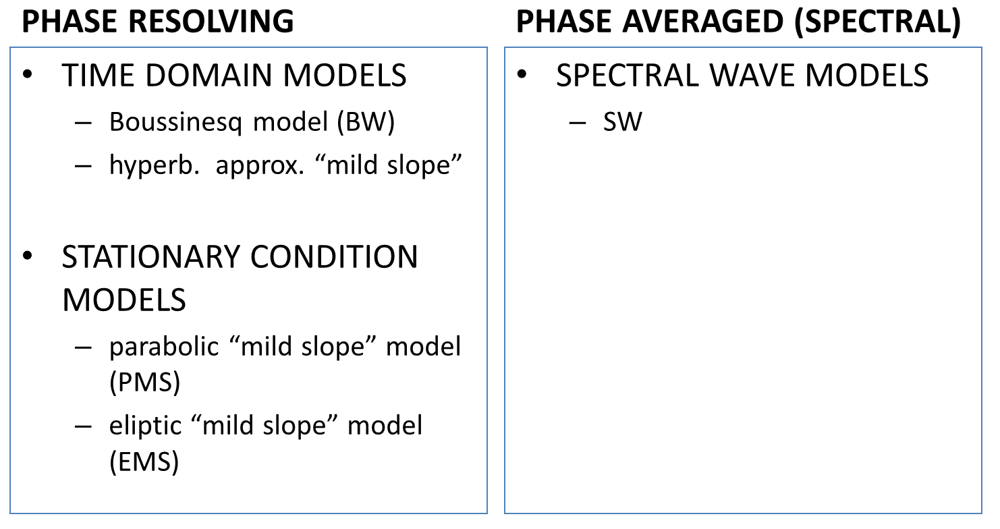 PHASE RESOLVING
• TIME DOMAIN MODELS
– Boussinesq model (BW)
– hyperb. approx. “mild slope”
• STATIONARY CONDITION
MODELS
– parabolic “mild slope” model
(PMS)
– eliptic “mild slope” model
(EMS)
PHASE AVERAGED (SPECTRAL)
• SPECTRAL WAVE MODELS
– SW